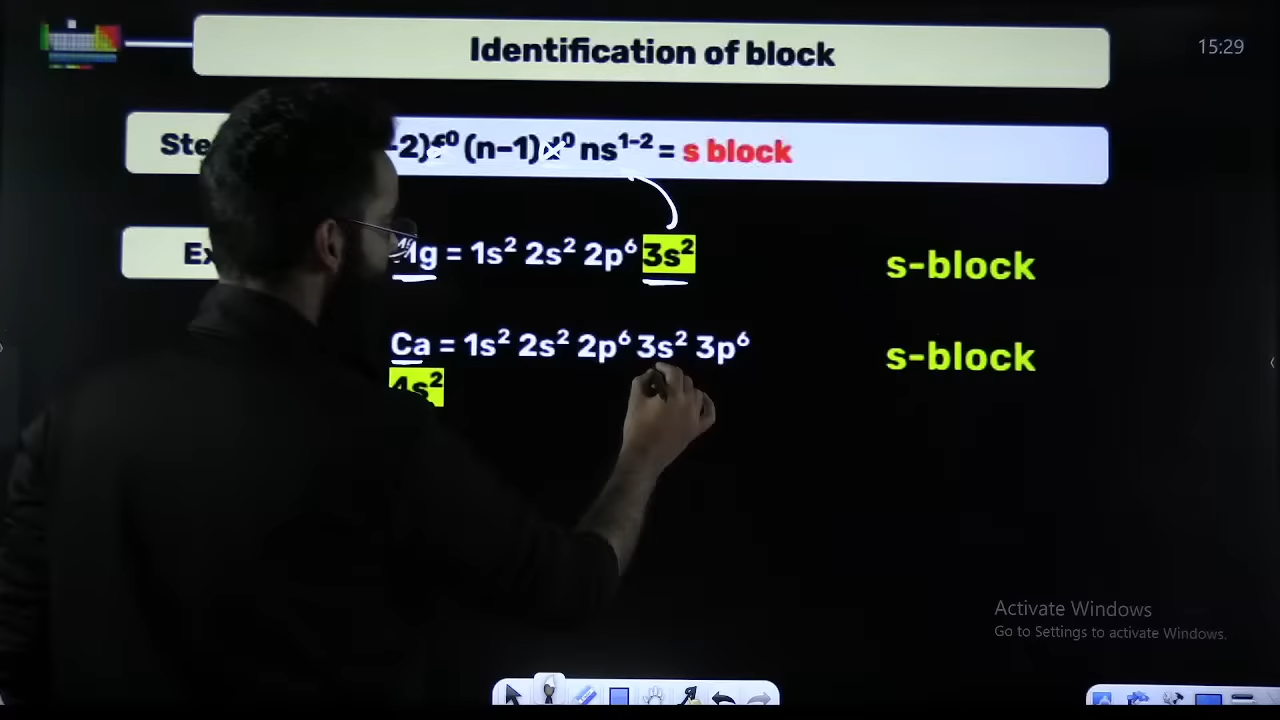 Identification of block
15:29
Ste -2)f⁰ (n-1)d⁰ ns¹⁻² = s block
Mg = 1s² 2s² 2p⁶ 3s² s-block
Ca = 1s² 2s² 2p⁶ 3s² 3p⁶ s-block
4s²
Activate Windows
Go to Settings to activate Windows.